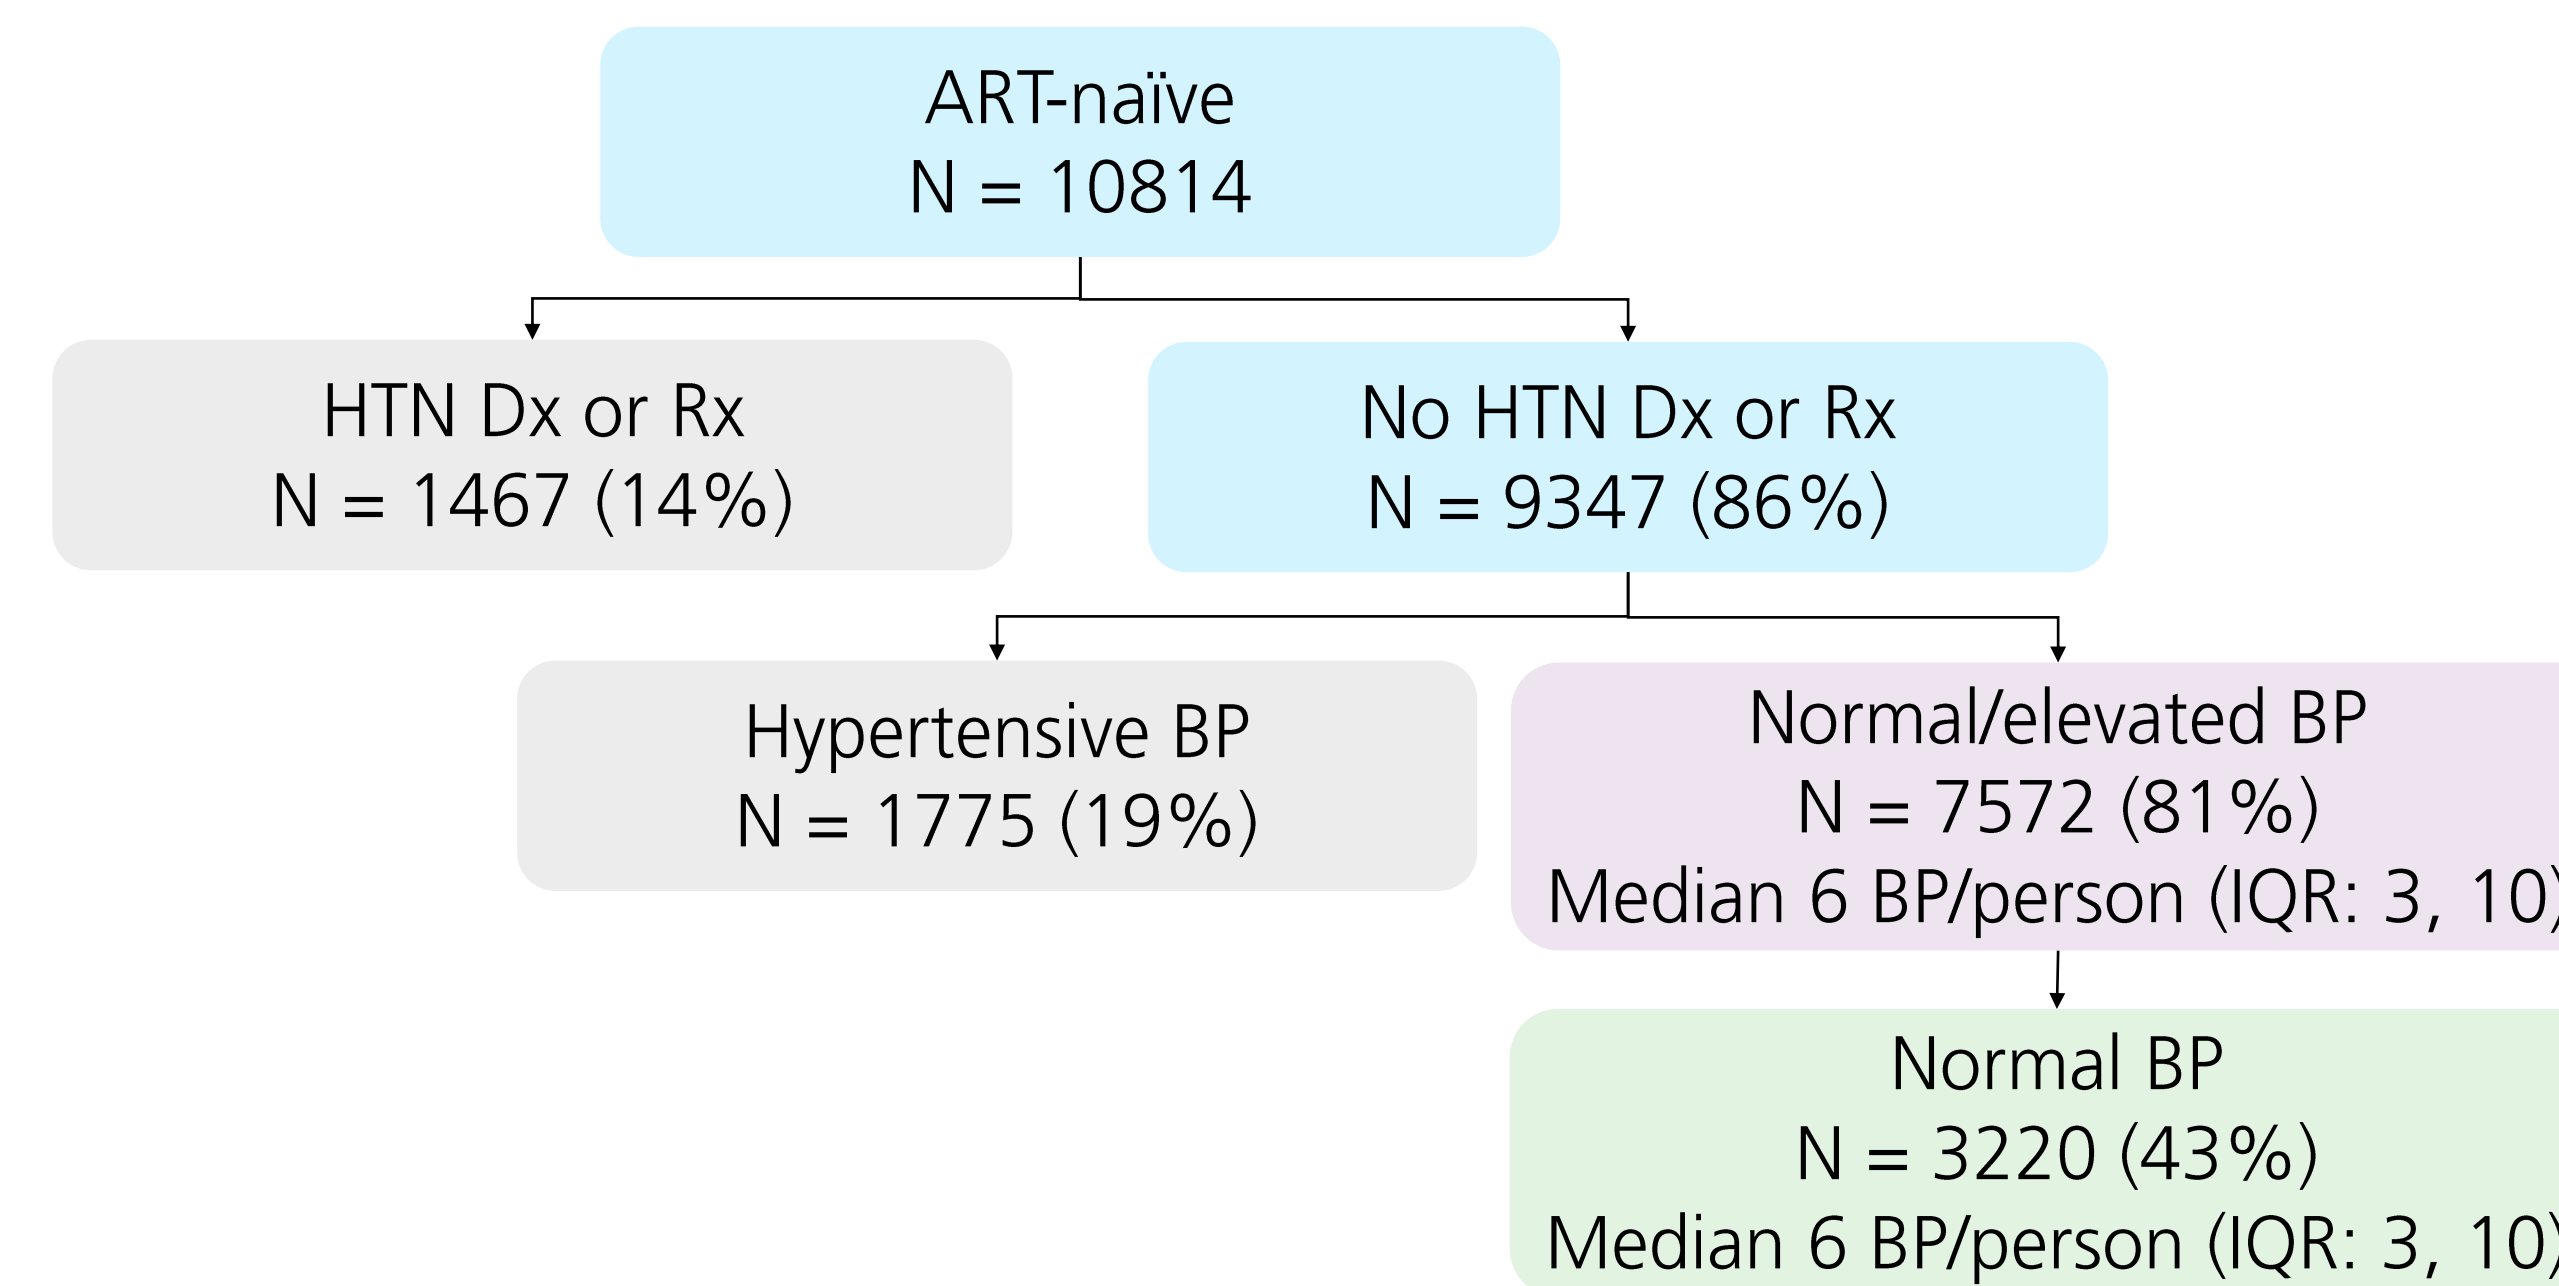 ART-naïve
N = 10814
HTN Dx or Rx
N = 1467 (14%)
No HTN Dx or Rx
N = 9347 (86%)
Hypertensive BP
N = 1775 (19%)
Normal/elevated BP
N = 7572 (81%)
Median 6 BP/person (IQR: 3, 10)
Normal BP
N = 3220 (43%)
Median 6 BP/person (IQR: 3, 10)